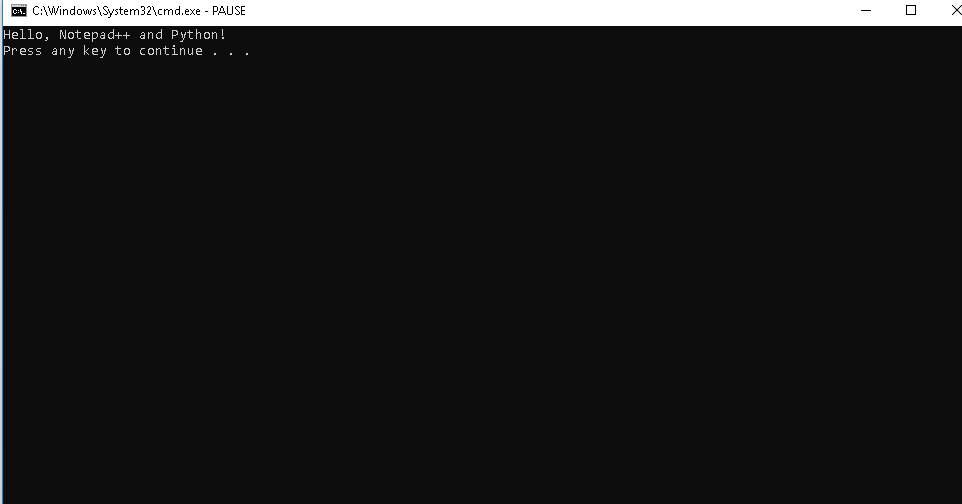 C:\Windows\System32\cmd.exe - PAUSE
Hello, Notepad++ and Python!
Press any key to continue . . .